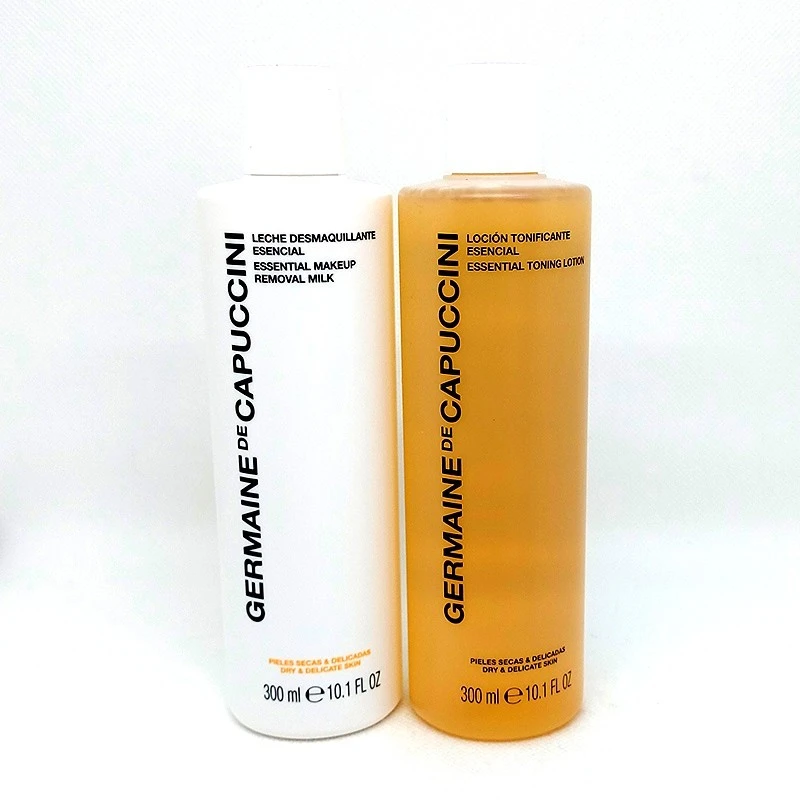 GERMAINE DE CAPUCCINI
LECHE DESMAQUILLANTE
ESENCIAL
ESSENTIAL MAKEUP
REMOVAL MILK
PIELES SECAS & DELICADAS
DRY & DELICATE SKIN
300 ml ℮ 10.1 FL OZ
GERMAINE DE CAPUCCINI
LOCIÓN TONIFICANTE
ESENCIAL
ESSENTIAL TONING LOTION
PIELES SECAS & DELICADAS
DRY & DELICATE SKIN
300 ml ℮ 10.1 FL OZ